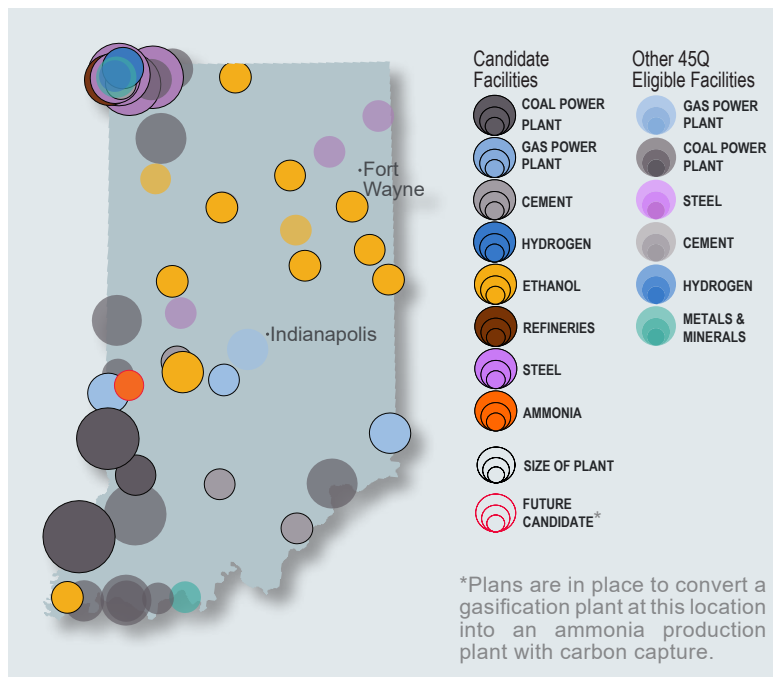 ·Fort
Wayne
·Indianapolis
Candidate
Facilities
COAL POWER
PLANT
GAS POWER
PLANT
CEMENT
HYDROGEN
ETHANOL
REFINERIES
STEEL
AMMONIA
SIZE OF PLANT
FUTURE
CANDIDATE*
Other 45Q
Eligible Facilities
GAS POWER
PLANT
COAL POWER
PLANT
STEEL
CEMENT
HYDROGEN
METALS &
MINERALS
*Plans are in place to convert a
gasification plant at this location
into an ammonia production
plant with carbon capture.